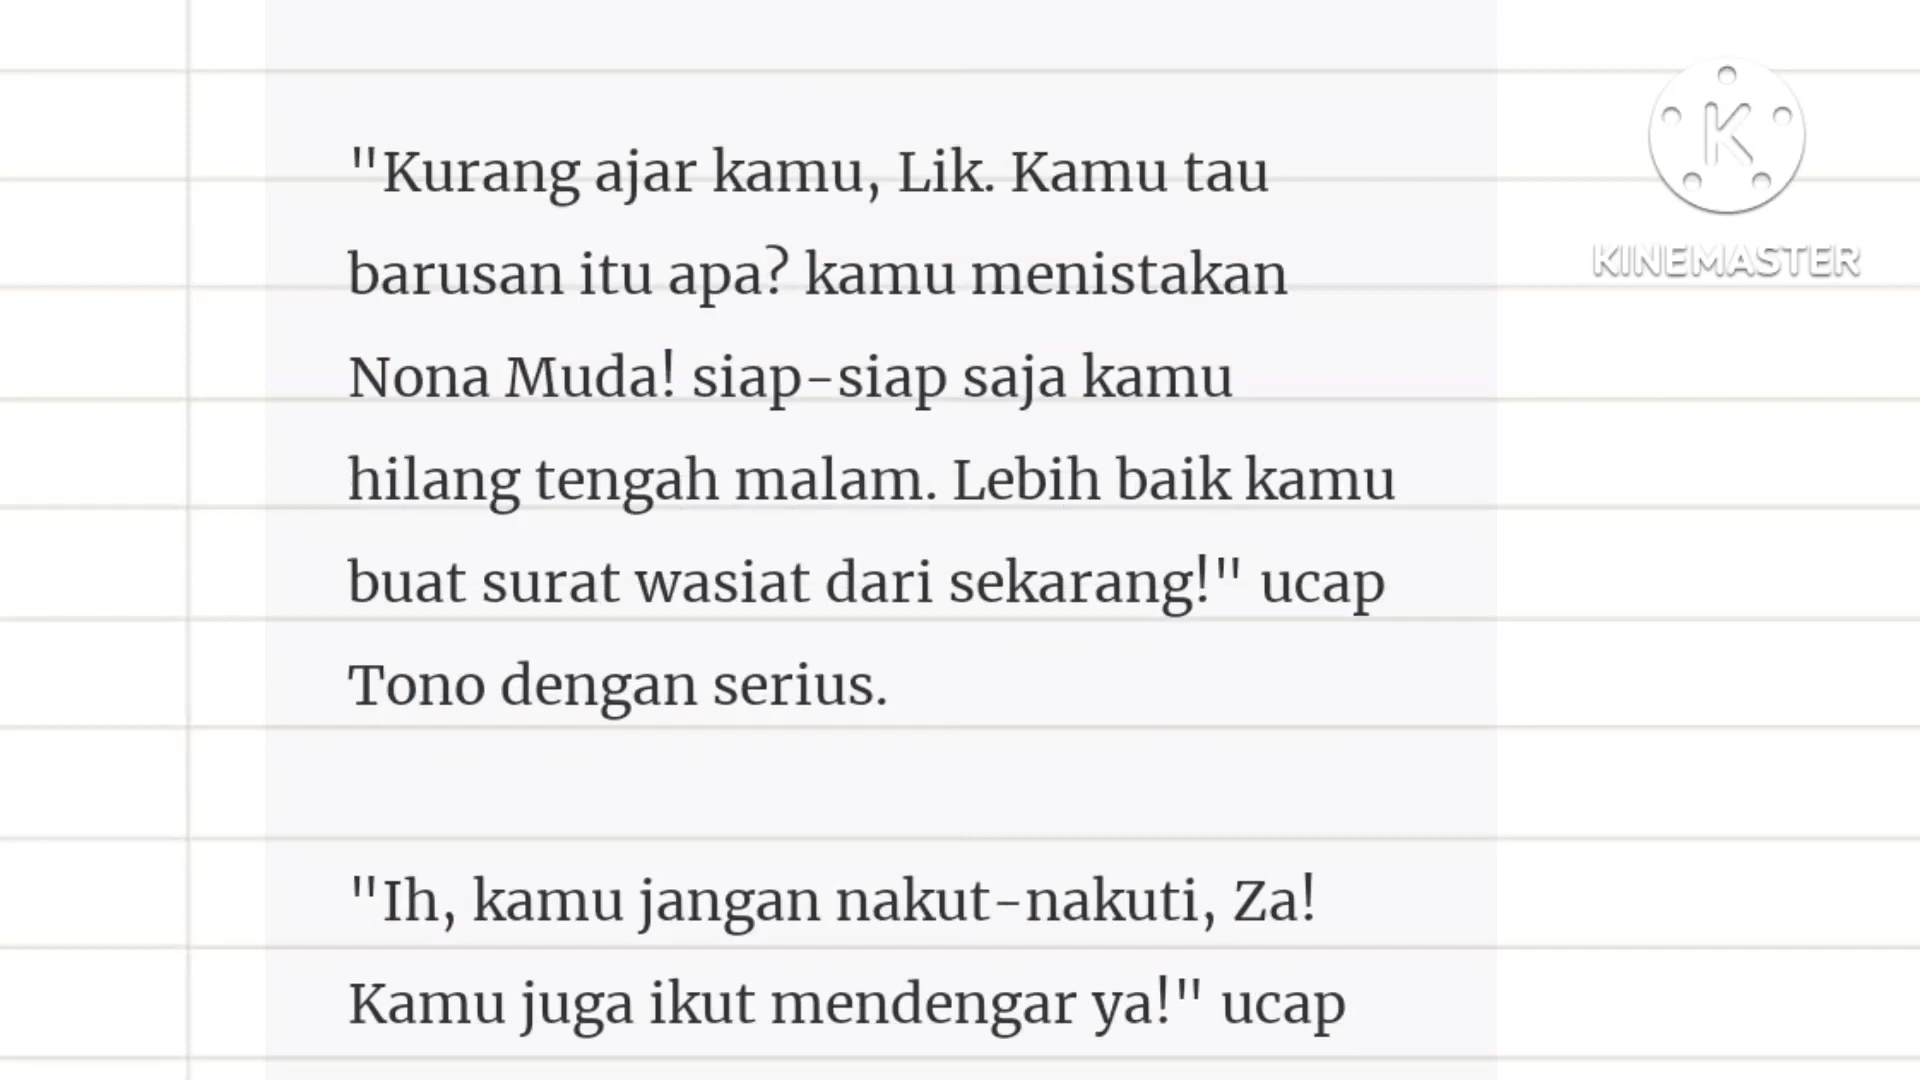 "Kurang ajar kamu, Lik. Kamu tau
barusan itu apa? kamu menistakan
Nona Muda! siap-siap saja kamu
hilang tengah malam. Lebih baik kamu
buat surat wasiat dari sekarang!" ucap
Tono dengan serius.
"Ih, kamu jangan nakut-nakuti, Za!
Kamu juga ikut mendengar ya!" ucap
K
KINEMASTER